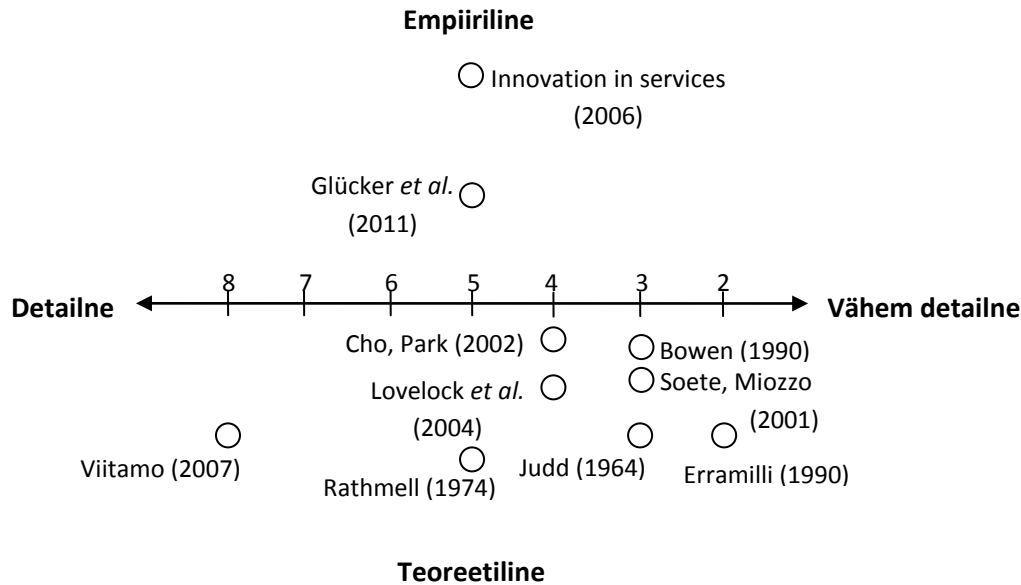 Empiiriline
Innovation in services
(2006)
Glücker et al.
(2011)
8 7 6 5 4 3 2
Detailne
Vähem detailne
Cho, Park (2002)
Bowen (1990)
Lovelock et al.
(2004)
Soete, Miozzo
(2001)
Viitamo (2007)
Rathmell (1974)
Judd (1964)
Erramilli (1990)
Teoreetiline